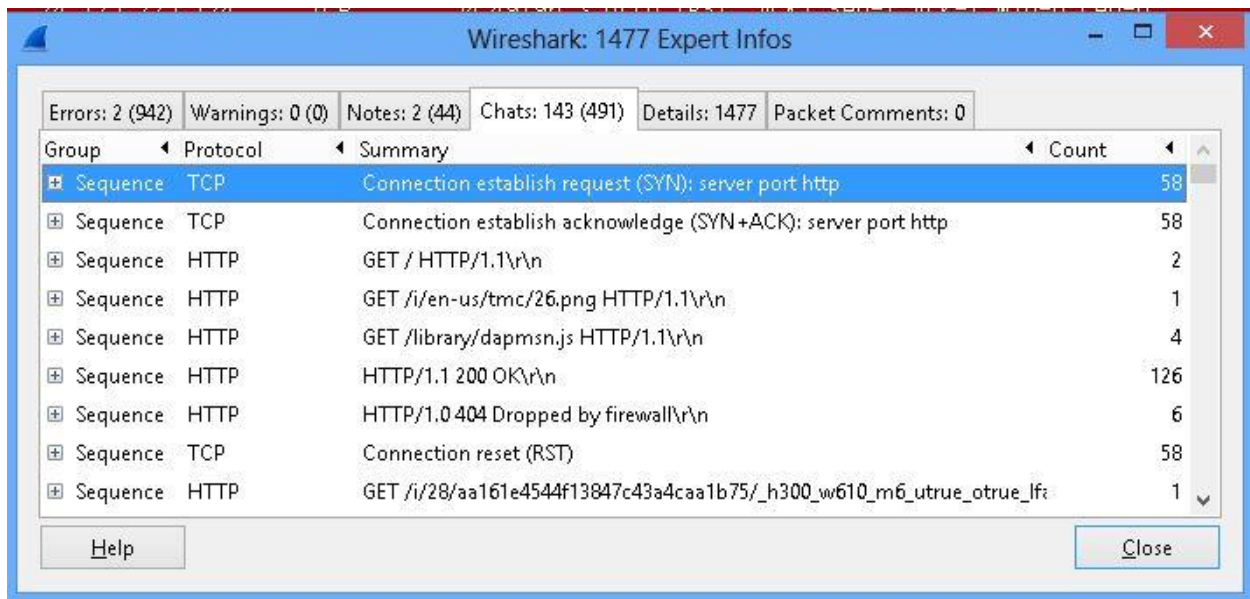 Wireshark: 1477 Expert Infos
Errors: 2 (942) Warnings: 0 (0) Notes: 2 (44) Chats: 143 (491) Details: 1477 Packet Comments: 0
Group Protocol Summary Count
Sequence TCP Connection establish request (SYN): server port http 58
Sequence TCP Connection establish acknowledge (SYN+ACK): server port http 58
Sequence HTTP GET / HTTP/1.1\r\n 2
Sequence HTTP GET /i/en-us/tmc/26.png HTTP/1.1\r\n 1
Sequence HTTP GET /library/dapmsn.js HTTP/1.1\r\n 4
Sequence HTTP HTTP/1.1 200 OK\r\n 126
Sequence HTTP HTTP/1.0 404 Dropped by firewall\r\n 6
Sequence TCP Connection reset (RST) 58
Sequence HTTP GET /i/28/aa161e4544f13847c43a4caa1b75/_h300_w610_m6_utrue_otrue_lfa 1
Help Close